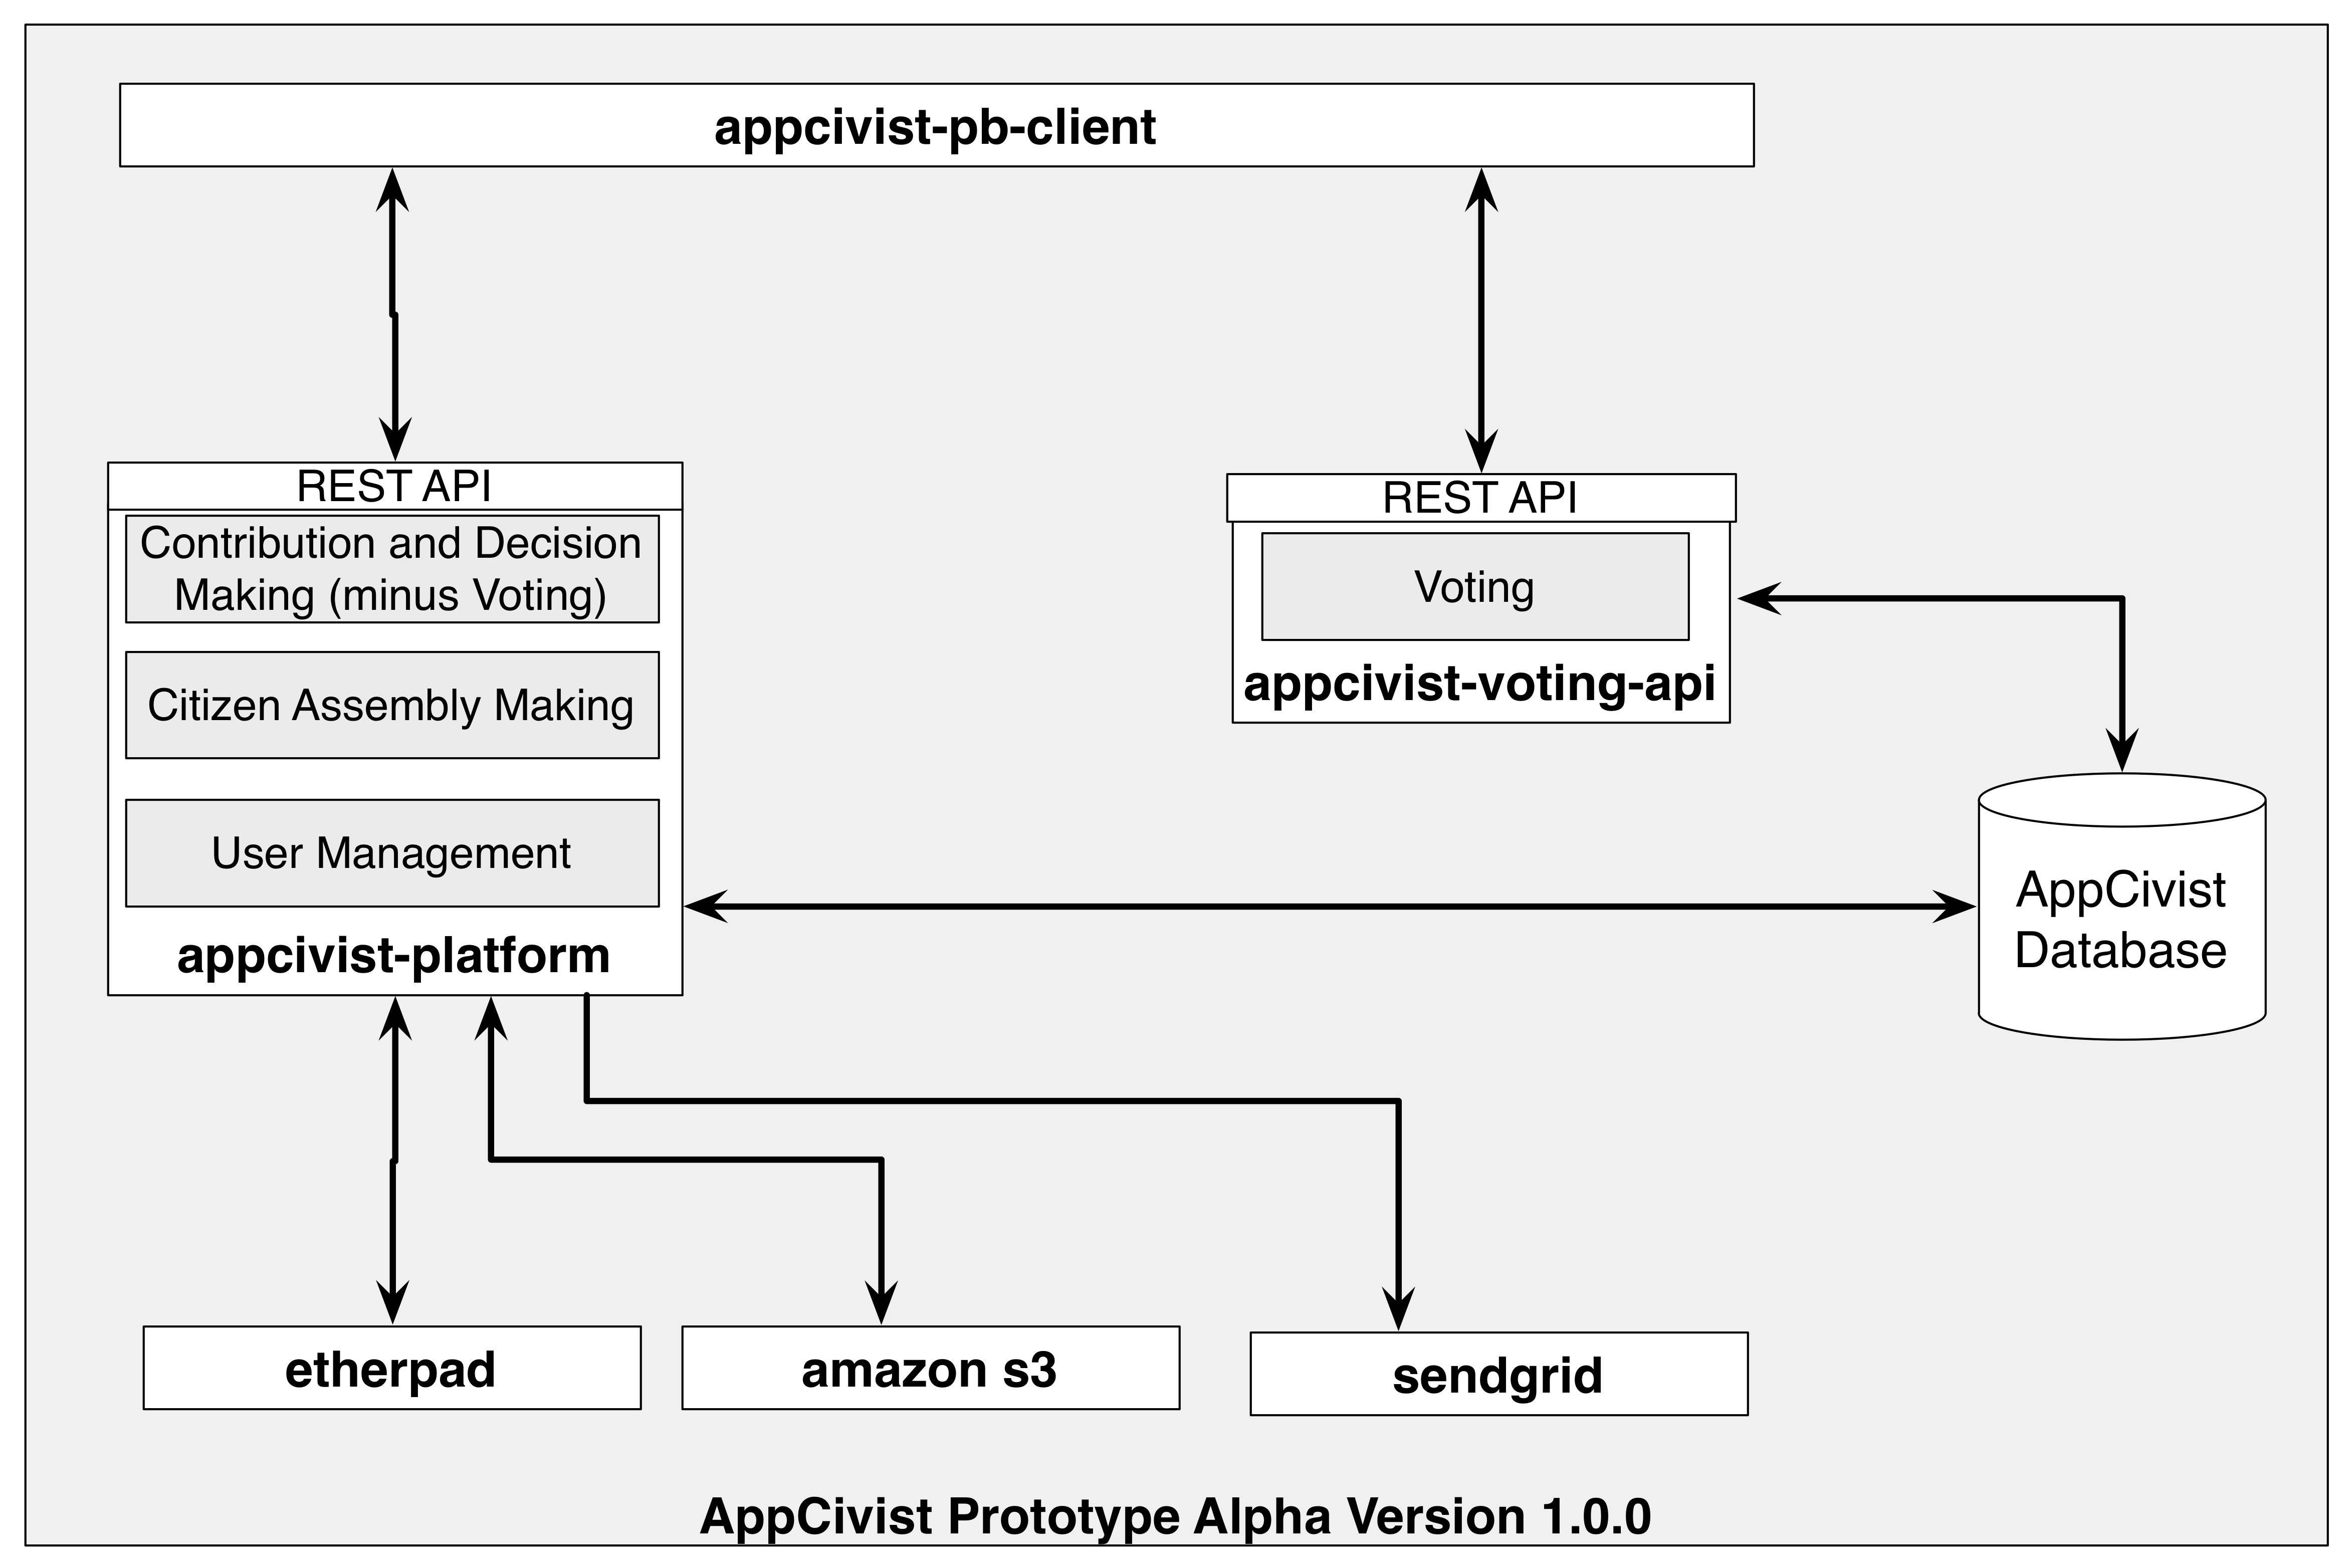 appcivist-pb-client
REST API
Contribution and Decision
Making (minus Voting)
Citizen Assembly Making
User Management
appcivist-platform
REST API
Voting
appcivist-voting-api
AppCivist
Database
etherpad
amazon s3
sendgrid
AppCivist Prototype Alpha Version 1.0.0